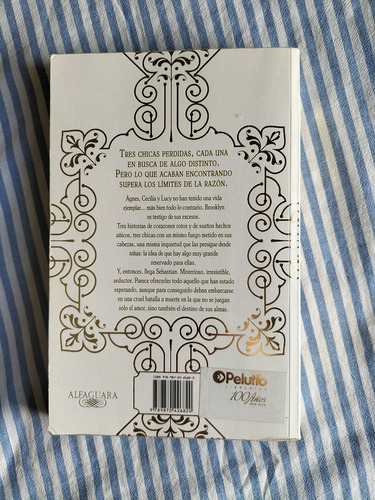 TRES CHICAS PERDIDAS, CADA UNA
EN BUSCA DE ALGO DISTINTO.
PERO LO QUE ACABAN ENCONTRANDO
SUPERA LOS LÍMITES DE LA RAZÓN.
Agnes, Cecilia y Lucy no han tenido una vida
ejemplar... más bien todo lo contrario. Brooklyn
es testigo de sus excesos.
Tres historias de corazones rotos y de sueños hechos
añicos, tres chicas con un mismo fuego metido en sus
cabezas, una misma inquietud que las persigue desde
niñas: la idea de que hay algo muy grande
reservado para ellas.
Y, entonces, llega Sebastian. Misterioso, irresistible,
seductor. Parece ofrecerles todo aquello que han estado
esperando, aunque para conseguirlo deban embarcarse
en una cruel batalla a muerte en la que no se juegan
solo el amor, sino también el destino de sus almas.
ALFAGUARA
9 789870 426820
Peluffo
LIBRERÍAS
100 Años